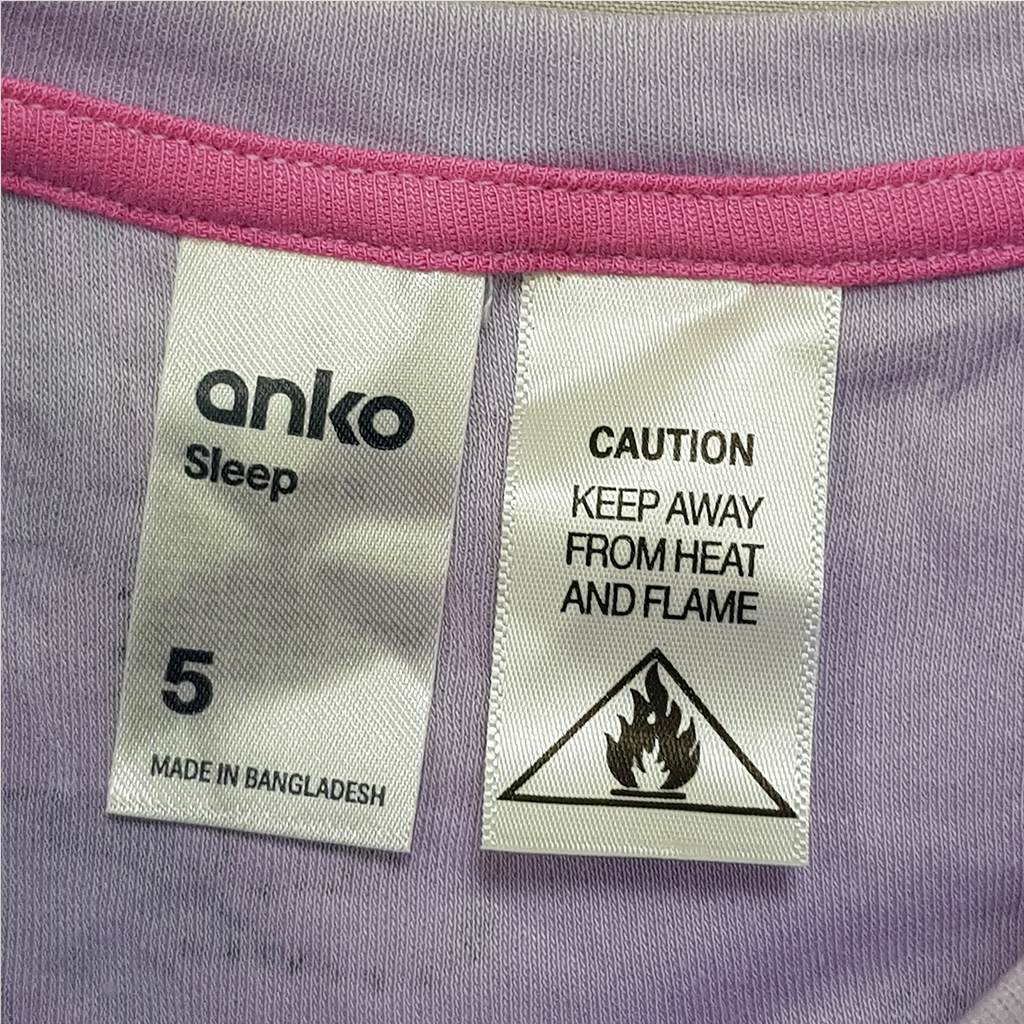 anko
Sleep
5
MADE IN BANGLADESH
CAUTION
KEEP AWAY
FROM HEAT
AND FLAME